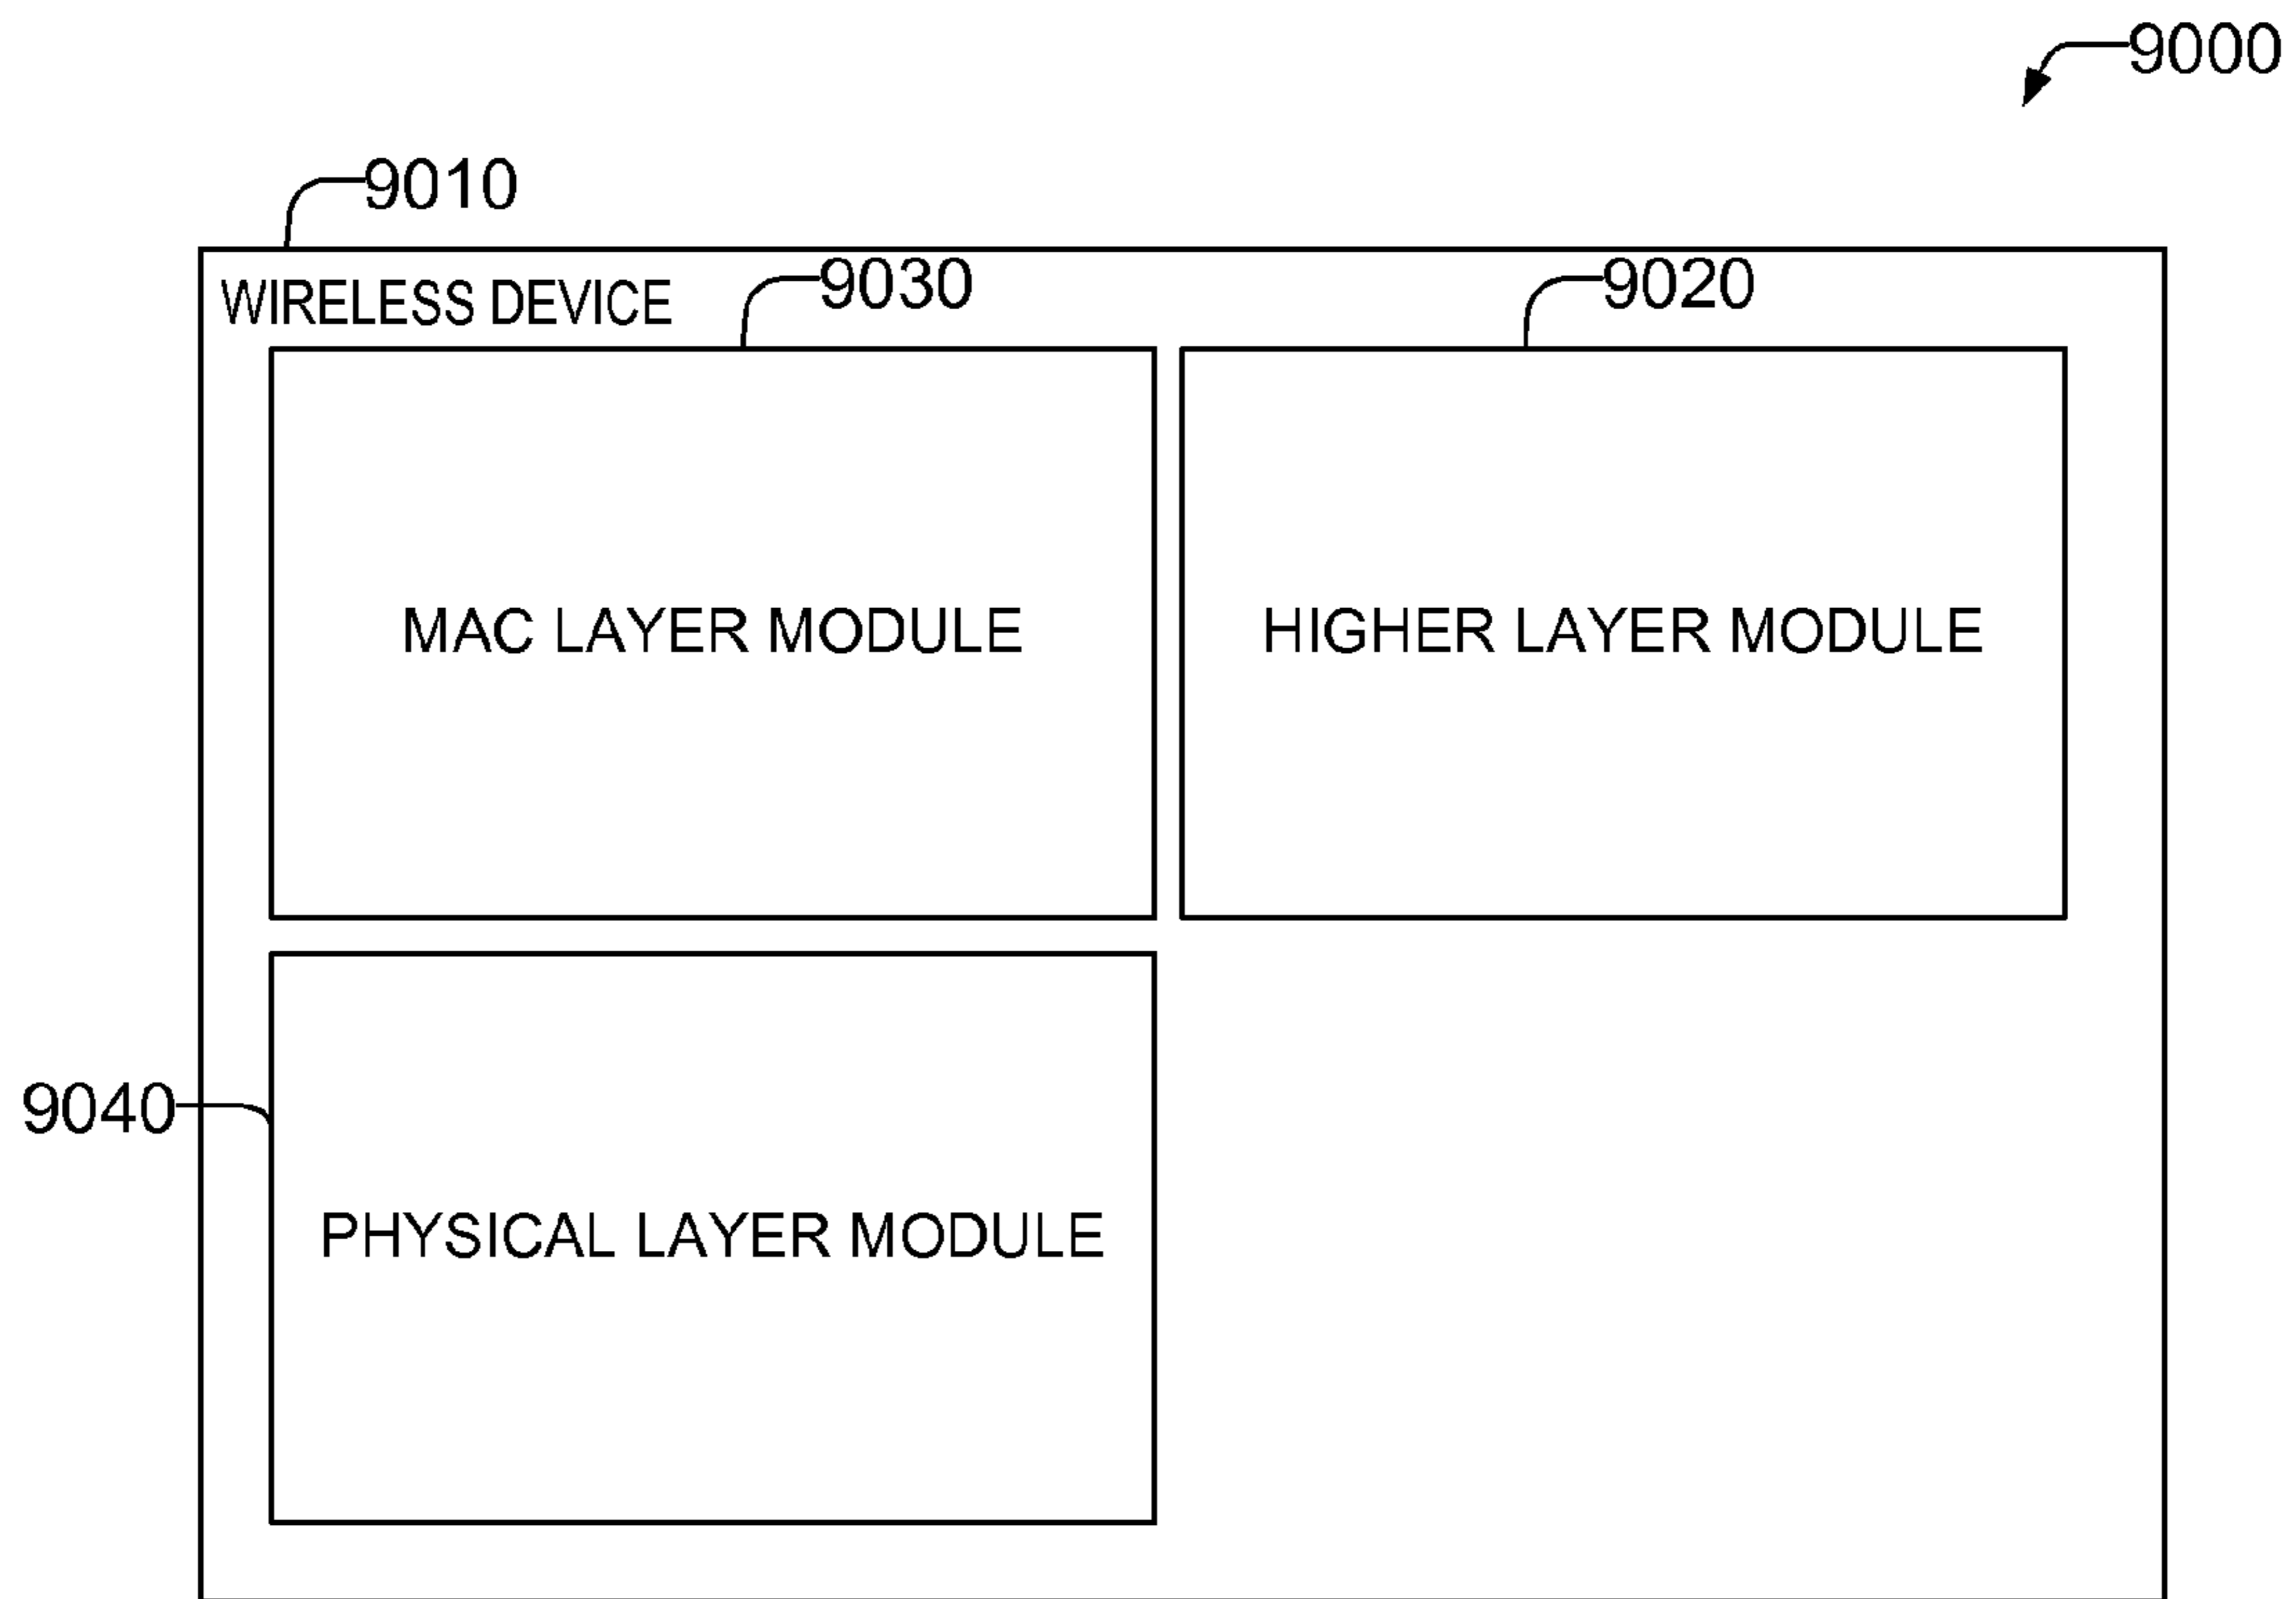 9000
9010
WIRELESS DEVICE
9030
9020
MAC LAYER MODULE
HIGHER LAYER MODULE
9040
PHYSICAL LAYER MODULE